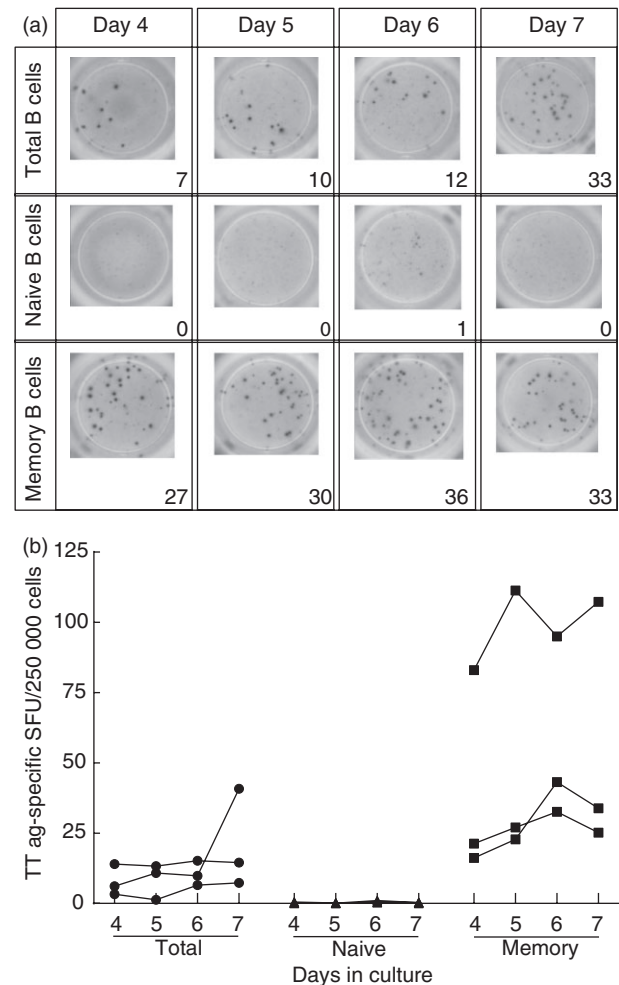 (a) Day 4 Day 5 Day 6 Day 7
Total B cells
7 10 12 33
Naive B cells
0 0 1 0
Memory B cells
27 30 36 33
(b)
TT ag-specific SFU/250 000 cells
125
100
75
50
25
0
4 5 6 7 4 5 6 7 4 5 6 7
Total Naive Memory
Days in culture